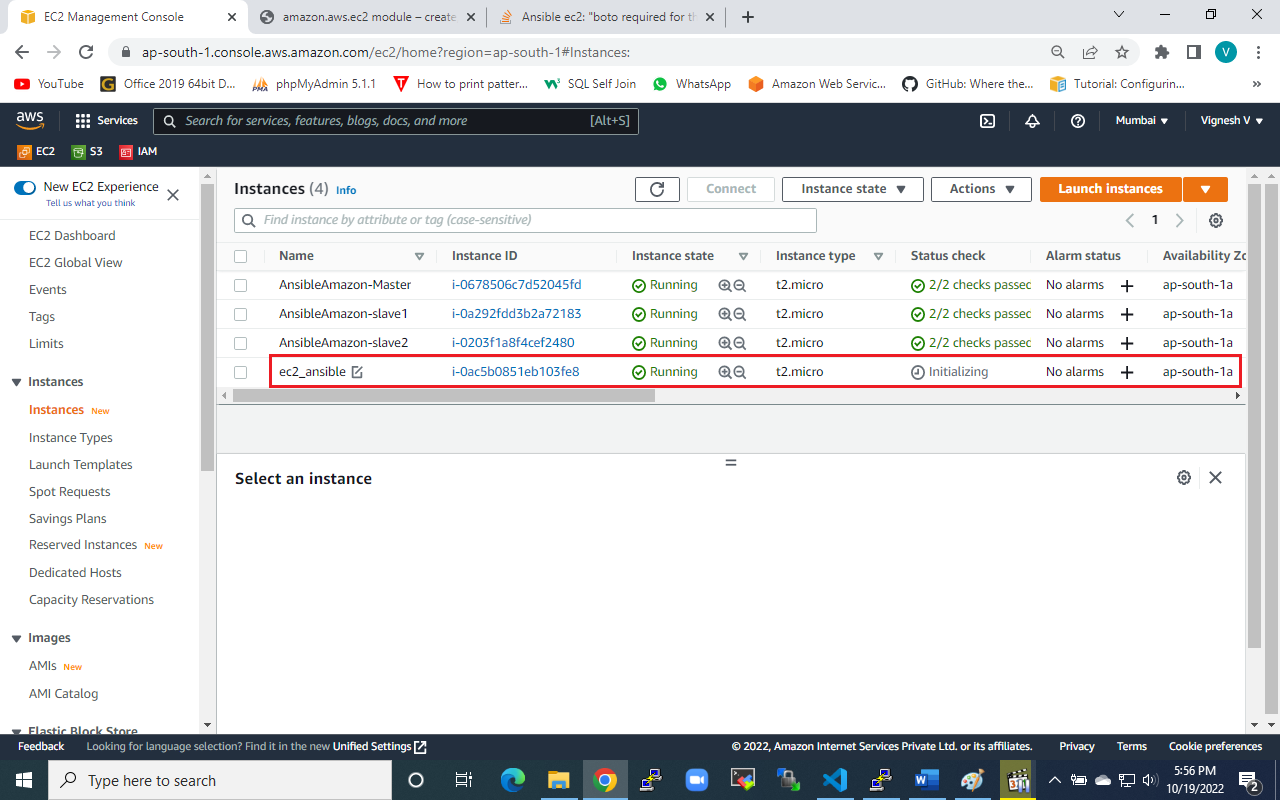 EC2 Management Console
amazon.aws.ec2 module – create
Ansible ec2: "boto required for th
ap-south-1.console.aws.amazon.com/ec2/home?region=ap-south-1#Instances:
V
YouTube
Office 2019 64bit D...
phpMyAdmin 5.1.1
How to print patter...
SQL Self Join
WhatsApp
Amazon Web Servic...
GitHub: Where the...
Tutorial: Configurin...
»
aws
Services
Search for services, features, blogs, docs, and more
[Alt+S]
Mumbai
Vignesh V
EC2
S3
IAM
New EC2 Experience
Tell us what you think
EC2 Dashboard
EC2 Global View
Events
Tags
Limits
Instances
Instances New
Instance Types
Launch Templates
Spot Requests
Savings Plans
Reserved Instances New
Dedicated Hosts
Capacity Reservations
Images
AMIs New
AMI Catalog
Elastic Block Store
Instances (4) Info
Connect
Instance state
Actions
Launch instances
Find instance by attribute or tag (case-sensitive)
1
Name Instance ID Instance state Instance type Status check Alarm status Availability Zo
AnsibleAmazon-Master i-0678506c7d52045fd Running t2.micro 2/2 checks passed No alarms ap-south-1a
AnsibleAmazon-slave1 i-0a292fdd3b2a72183 Running t2.micro 2/2 checks passed No alarms ap-south-1a
AnsibleAmazon-slave2 i-0203f1a8f4cef2480 Running t2.micro 2/2 checks passed No alarms ap-south-1a
ec2_ansible i-0ac5b0851eb103fe8 Running t2.micro Initializing No alarms ap-south-1a
Select an instance
Feedback
Looking for language selection? Find it in the new Unified Settings
© 2022, Amazon Internet Services Private Ltd. or its affiliates.
Privacy
Terms
Cookie preferences
Type here to search
5:56 PM
10/19/2022
2